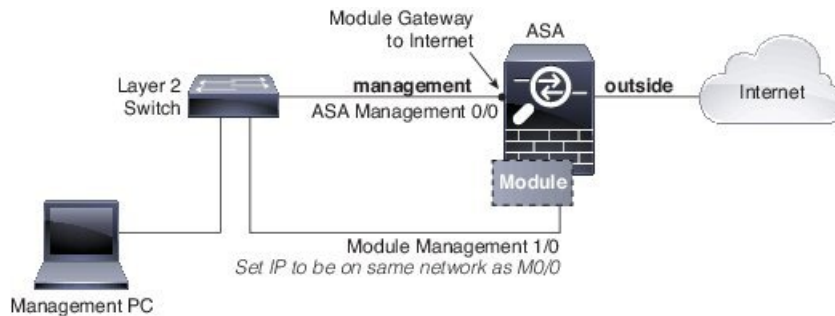 Module Gateway
to Internet
ASA
Layer 2
Switch
management
ASA Management 0/0
outside
Internet
Module
Module Management 1/0
Set IP to be on same network as M0/0
Management PC